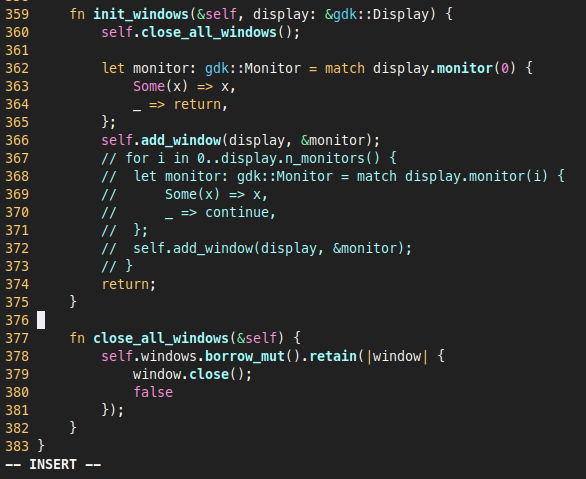 359     fn init_windows(&self, display: &gdk::Display) {
360         self.close_all_windows();
361
362         let monitor: gdk::Monitor = match display.monitor(0) {
363             Some(x) => x,
364             _ => return,
365         };
366         self.add_window(display, &monitor);
367         // for i in 0..display.n_monitors() {
368         //  let monitor: gdk::Monitor = match display.monitor(i) {
369         //      Some(x) => x,
370         //      _ => continue,
371         //  };
372         //  self.add_window(display, &monitor);
373         // }
374         return;
375     }
376
377     fn close_all_windows(&self) {
378         self.windows.borrow_mut().retain(|window| {
379             window.close();
380             false
381         });
382     }
383 }
-- INSERT --